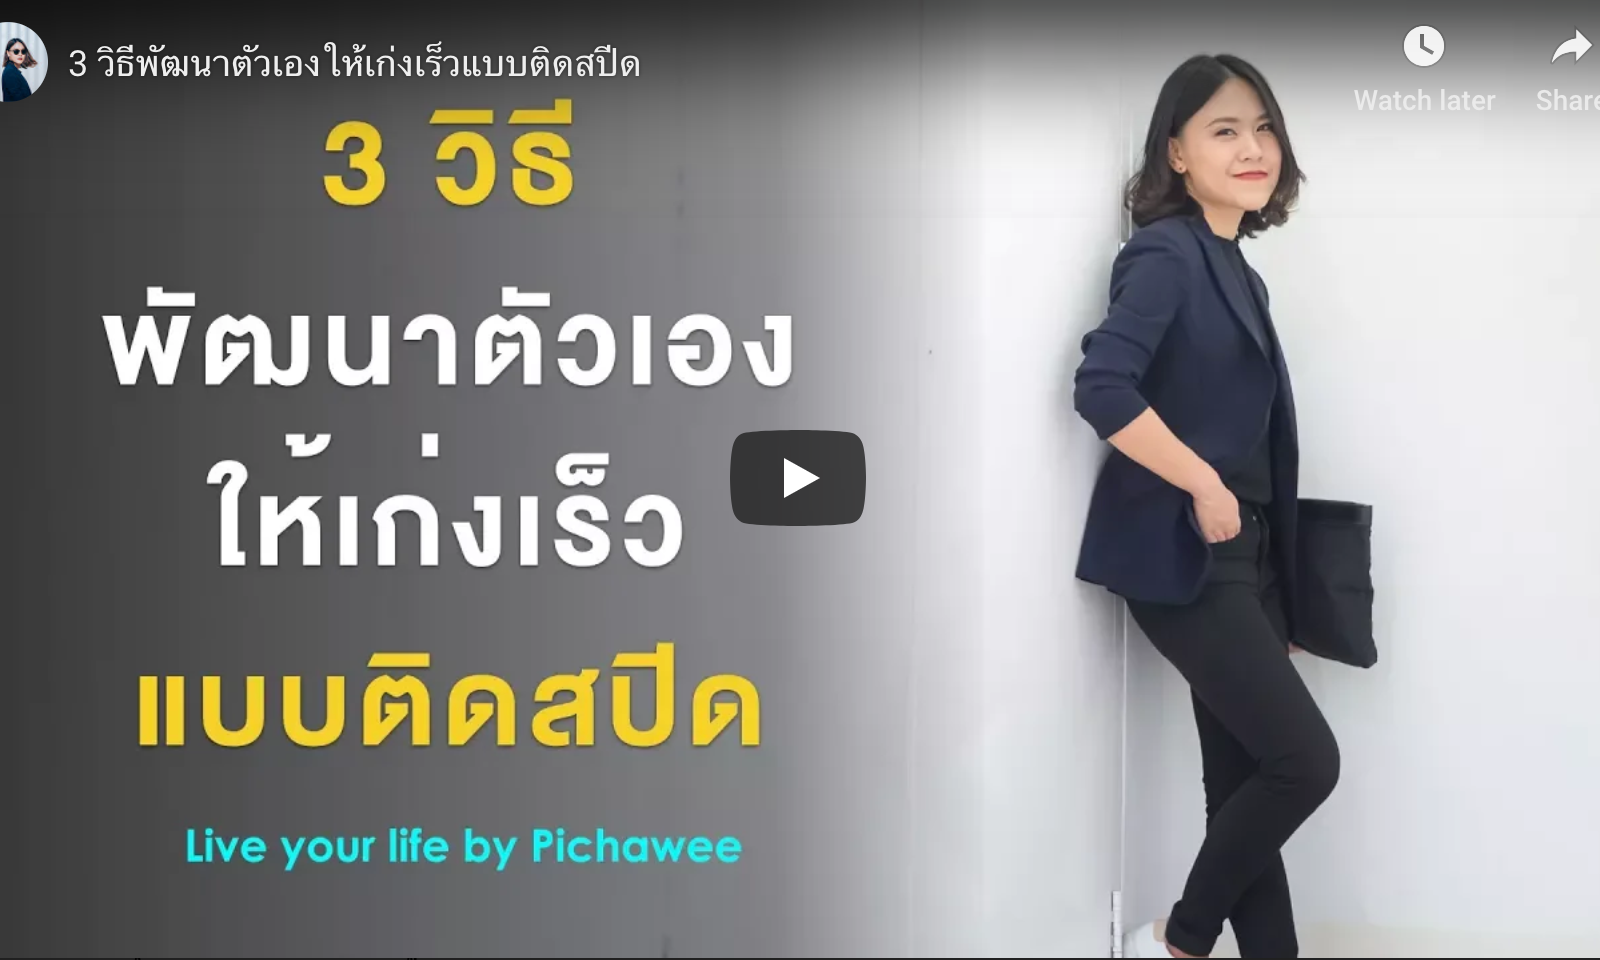 3 วิธีพัฒนาตัวเอง ให้เก่งเร็วแบบติดสปีด
Watch later
Share
3 วิธี
พัฒนาตัวเอง
ให้เก่งเร็ว
แบบติดสปีด
Live your life by Pichawee